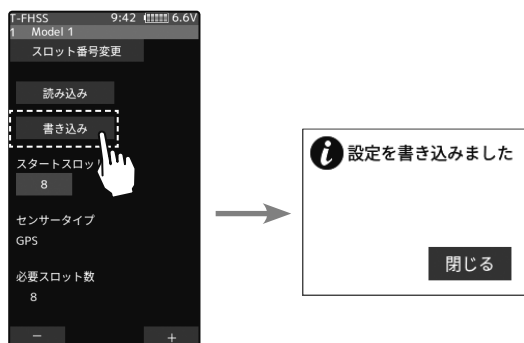 T-FHSS 9:42 6.6V
1 Model 1
スロット番号変更
読み込み
書き込み
スタートスロッ
8
センサータイプ
GPS
必要スロット数
8
− +
i 設定を書き込みました
閉じる